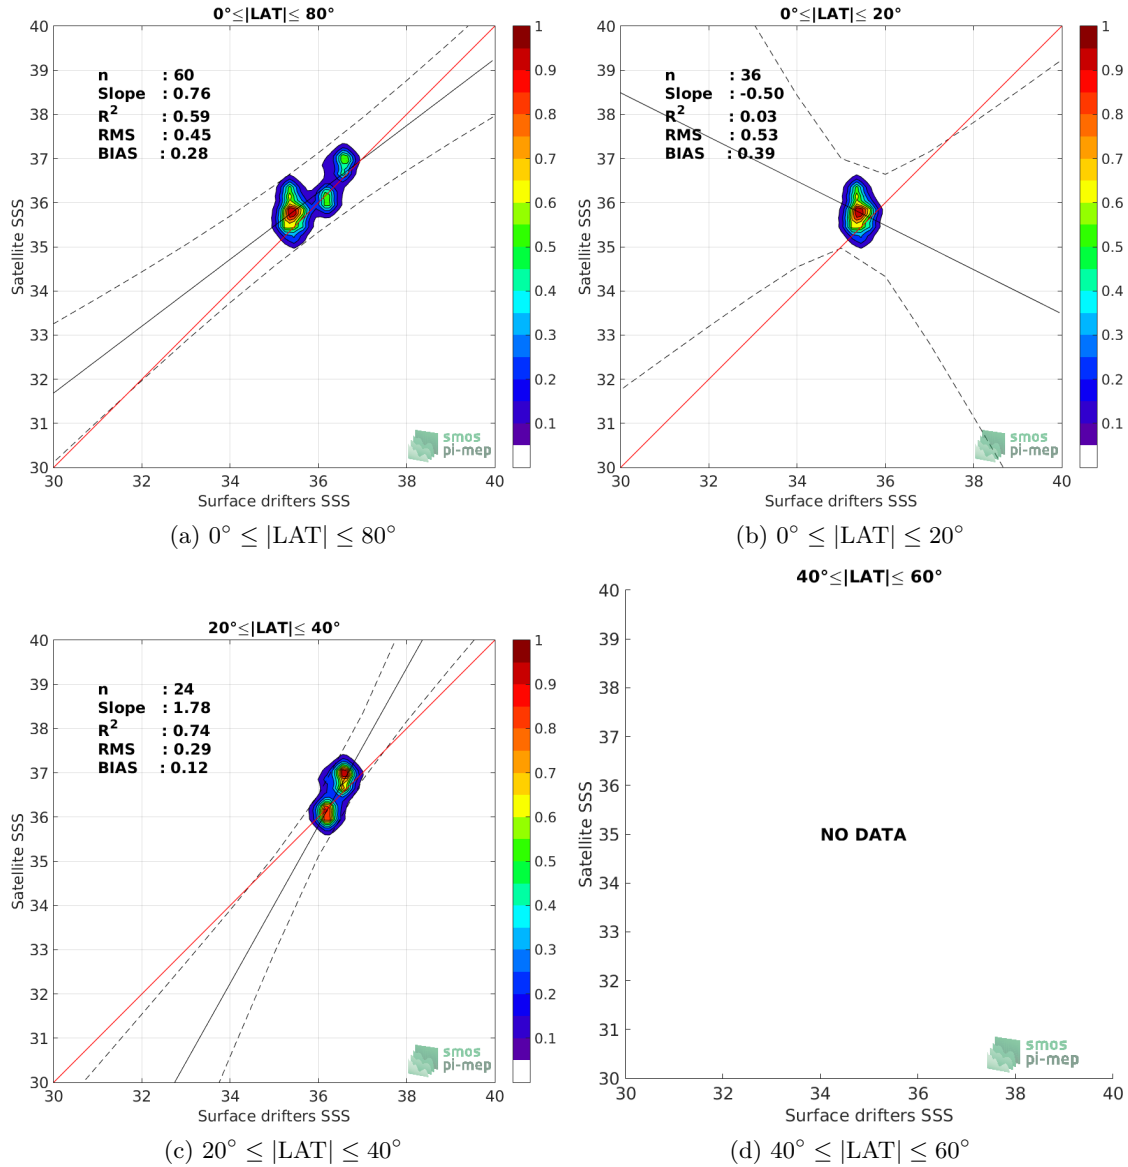 0°≤|LAT|≤ 80°
40
39
38
37
36
35
34
33
32
31
30
30
32
34
36
38
40
Satellite SSS
Surface drifters SSS
n : 60
Slope : 0.76
R² : 0.59
RMS : 0.45
BIAS : 0.28
smos
pi-mep
1
0.9
0.8
0.7
0.6
0.5
0.4
0.3
0.2
0.1
(a) 0° ≤ |LAT| ≤ 80°
0°≤|LAT|≤ 20°
40
39
38
37
36
35
34
33
32
31
30
30
32
34
36
38
40
Satellite SSS
Surface drifters SSS
n : 36
Slope : -0.50
R² : 0.03
RMS : 0.53
BIAS : 0.39
smos
pi-mep
1
0.9
0.8
0.7
0.6
0.5
0.4
0.3
0.2
0.1
(b) 0° ≤ |LAT| ≤ 20°
20°≤|LAT|≤ 40°
40
39
38
37
36
35
34
33
32
31
30
30
32
34
36
38
40
Satellite SSS
Surface drifters SSS
n : 24
Slope : 1.78
R² : 0.74
RMS : 0.29
BIAS : 0.12
smos
pi-mep
1
0.9
0.8
0.7
0.6
0.5
0.4
0.3
0.2
0.1
(c) 20° ≤ |LAT| ≤ 40°
40°≤|LAT|≤ 60°
40
39
38
37
36
35
34
33
32
31
30
30
32
34
36
38
40
Satellite SSS
Surface drifters SSS
NO DATA
smos
pi-mep
(d) 40° ≤ |LAT| ≤ 60°